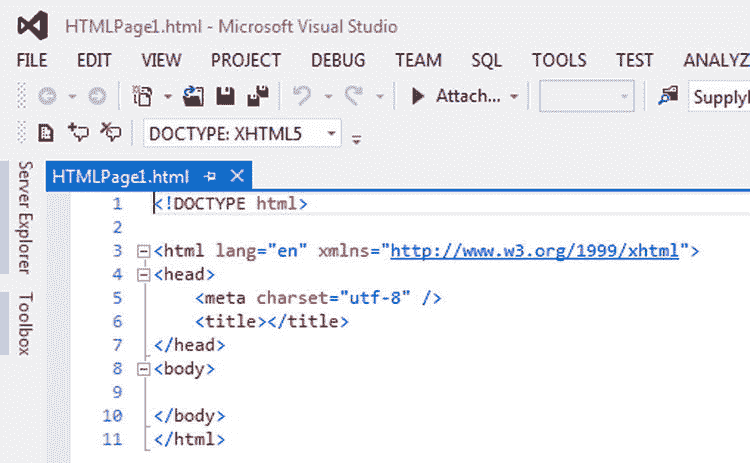 HTMLPage1.html - Microsoft Visual Studio
FILE EDIT VIEW PROJECT DEBUG TEAM SQL TOOLS TEST ANALYZ
Attach... SupplyI
DOCTYPE: XHTML5
Server Explorer
Toolbox
HTMLPage1.html
1 <!DOCTYPE html>
2
3 <html lang="en" xmlns="http://www.w3.org/1999/xhtml">
4 <head>
5     <meta charset="utf-8" />
6     <title></title>
7 </head>
8 <body>
9
10 </body>
11 </html>